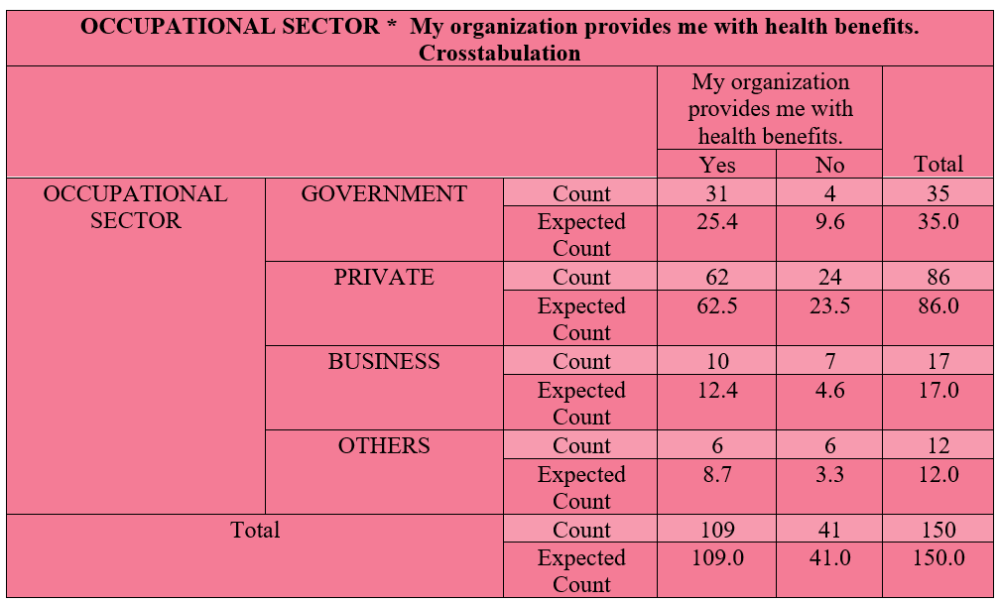 OCCUPATIONAL SECTOR * My organization provides me with health benefits.
Crosstabulation
My organization
provides me with
health benefits.
Total
Yes No
OCCUPATIONAL
SECTOR
GOVERNMENT Count 31 4 35
Expected
Count
25.4 9.6 35.0
PRIVATE Count 62 24 86
Expected
Count
62.5 23.5 86.0
BUSINESS Count 10 7 17
Expected
Count
12.4 4.6 17.0
OTHERS Count 6 6 12
Expected
Count
8.7 3.3 12.0
Total Count 109 41 150
Expected
Count
109.0 41.0 150.0